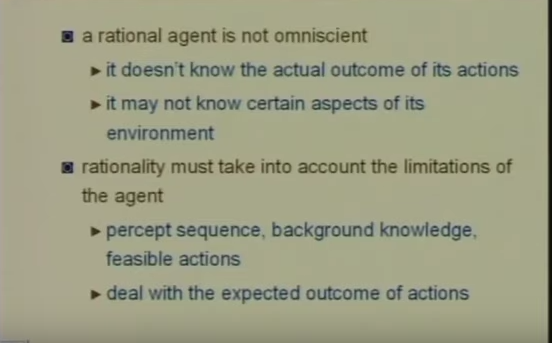 a rational agent is not omniscient
it doesn't know the actual outcome of its actions
it may not know certain aspects of its
environment
rationality must take into account the limitations of
the agent
percept sequence, background knowledge,
feasible actions
deal with the expected outcome of actions